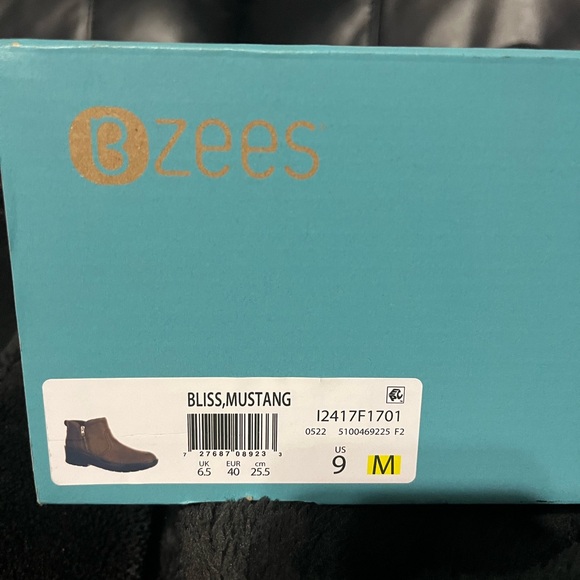 Bzees
BLISS,MUSTANG
I2417F1701
0522 510046922S F2
7 27687 08923 3
UK EUR cm
6.5 40 25.5
US
9 M